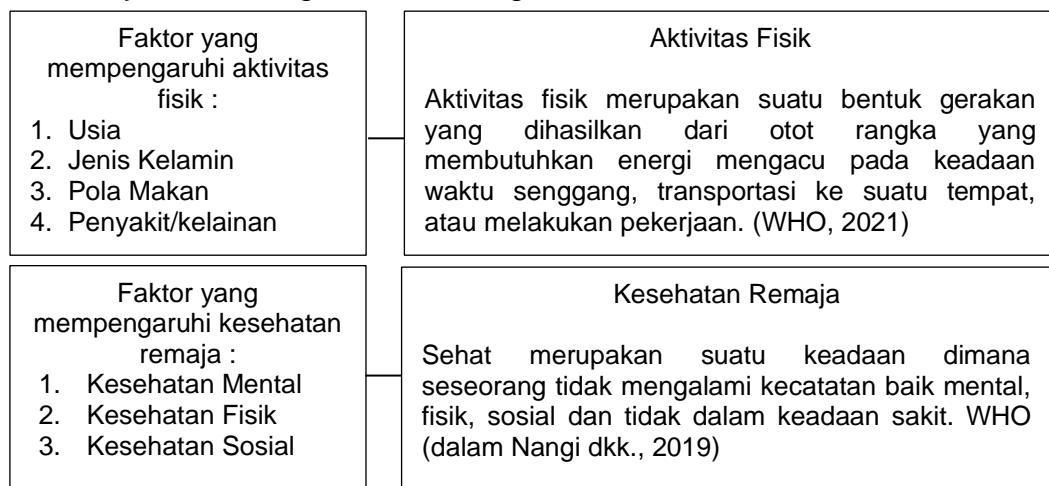 Faktor yang
mempengaruhi aktivitas
fisik :
1. Usia
2. Jenis Kelamin
3. Pola Makan
4. Penyakit/kelainan
Aktivitas Fisik
Aktivitas fisik merupakan suatu bentuk gerakan
yang dihasilkan dari otot rangka yang
membutuhkan energi mengacu pada keadaan
waktu senggang, transportasi ke suatu tempat,
atau melakukan pekerjaan. (WHO, 2021)
Faktor yang
mempengaruhi kesehatan
remaja :
1. Kesehatan Mental
2. Kesehatan Fisik
3. Kesehatan Sosial
Kesehatan Remaja
Sehat merupakan suatu keadaan dimana
seseorang tidak mengalami kecatatan baik mental,
fisik, sosial dan tidak dalam keadaan sakit. WHO
(dalam Nangi dkk., 2019)